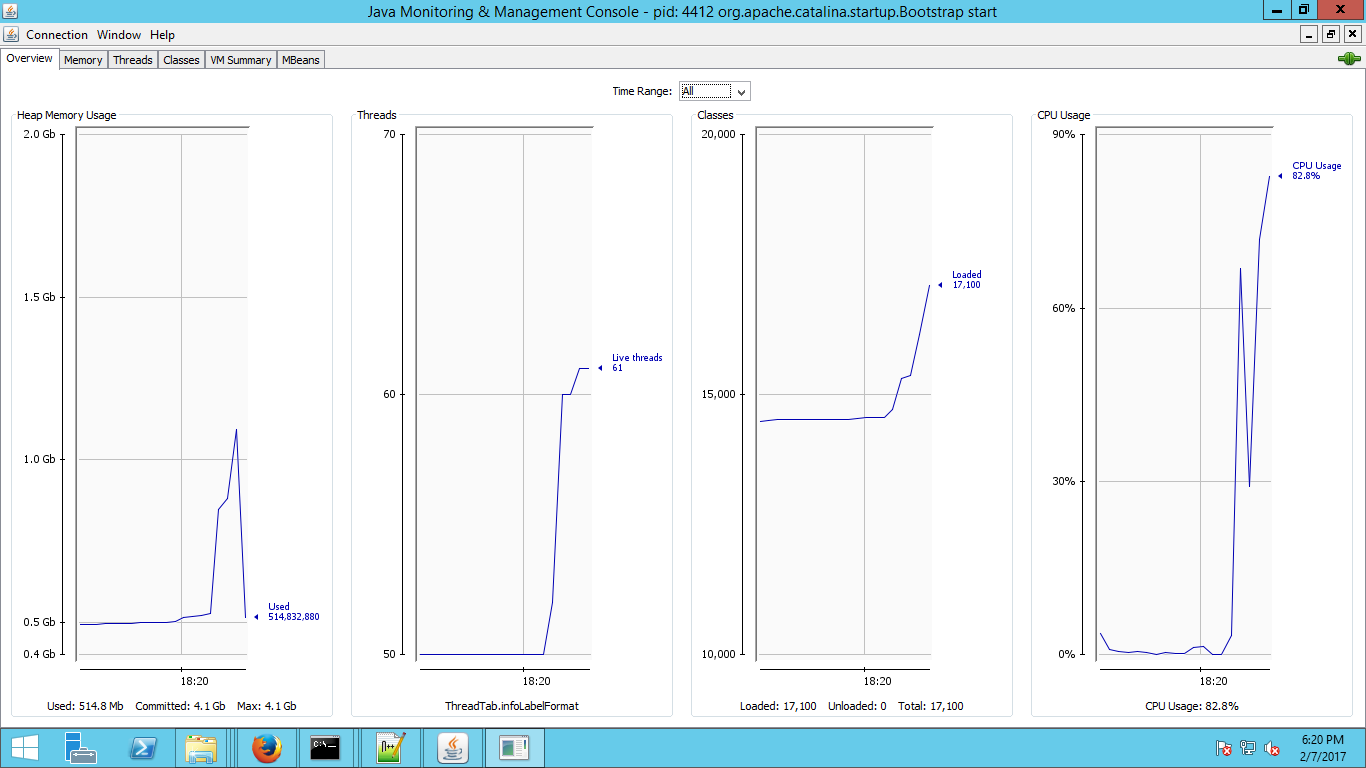 Java Monitoring & Management Console - pid: 4412 org.apache.catalina.startup.Bootstrap start
Connection Window Help
Overview Memory Threads Classes VM Summary MBeans
Time Range: All
Heap Memory Usage
2.0 Gb
1.5 Gb
1.0 Gb
0.5 Gb
0.4 Gb
Used
514,832,880
18:20
Used: 514.8 Mb Committed: 4.1 Gb Max: 4.1 Gb
Threads
70
60
50
Live threads
61
18:20
ThreadTab.infoLabelFormat
Classes
20,000
15,000
10,000
Loaded
17,100
18:20
Loaded: 17,100 Unloaded: 0 Total: 17,100
CPU Usage
90%
60%
30%
0%
CPU Usage
82.8%
18:20
CPU Usage: 82.8%
C:\
6:20 PM
2/7/2017